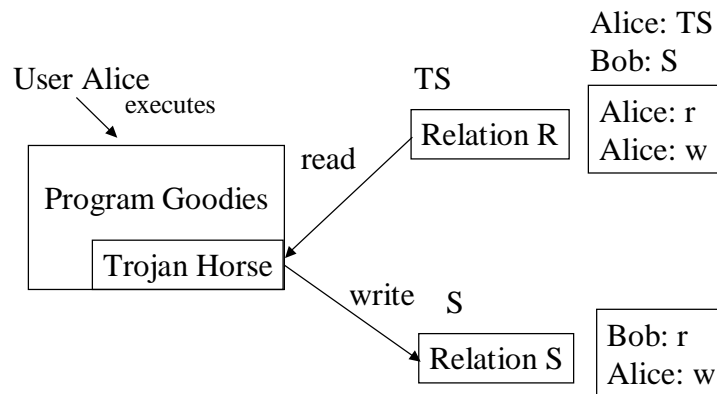 Alice: TS
Bob: S
User Alice
executes
TS
Relation R
Alice: r
Alice: w
read
Program Goodies
Trojan Horse
write
S
Relation S
Bob: r
Alice: w